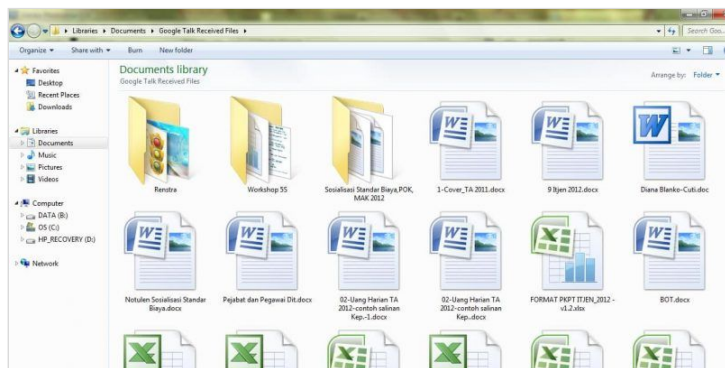 Libraries ▸ Documents ▸ Google Talk Received Files ▸
Search Goo...
Organize ▾ Share with ▾ Burn New folder
Favorites
Desktop
Recent Places
Downloads
Libraries
Documents
Music
Pictures
Videos
Computer
DATA (B:)
OS (C:)
HP_RECOVERY (D:)
Network
Documents library
Google Talk Received Files
Arrange by: Folder ▾
Renstra
Workshop 5S
Sosialisasi Standar Biaya,POK,
MAK 2012
1-Cover_TA 2011.docx
9 Itjen 2012.docx
Diana Blanke-Cuti.doc
Notulen Sosialisasi Standar
Biaya.docx
Pejabat dan Pegawai Dit.docx
02-Uang Harian TA
2012-contoh salinan
Kep.-1.docx
02-Uang Harian TA
2012-contoh salinan
Kep..docx
FORMAT PKPT ITJEN_2012 -
v1.2.xlsx
BOT.docx